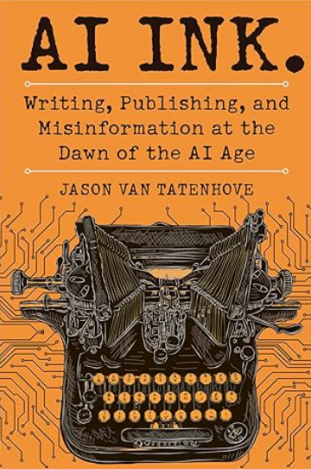 AI INK.
Writing, Publishing, and
Misinformation at the
Dawn of the AI Age
JASON VAN TATENHOVE